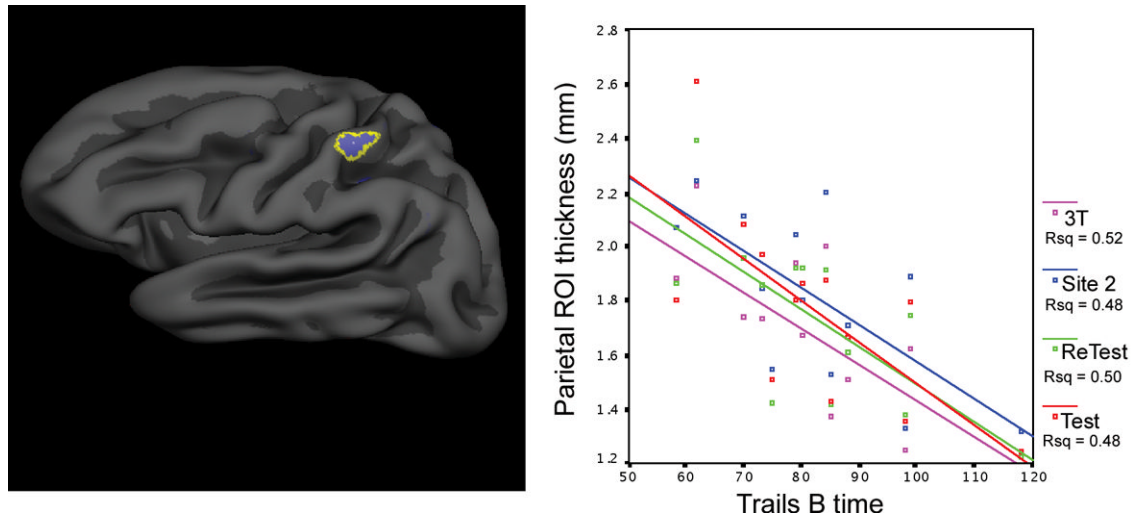 2.8
2.6
2.4
2.2
2.0
1.8
1.6
1.4
1.2
Parietal ROI thickness (mm)
50 60 70 80 90 100 110 120
Trails B time
3T
Rsq = 0.52
Site 2
Rsq = 0.48
ReTest
Rsq = 0.50
Test
Rsq = 0.48